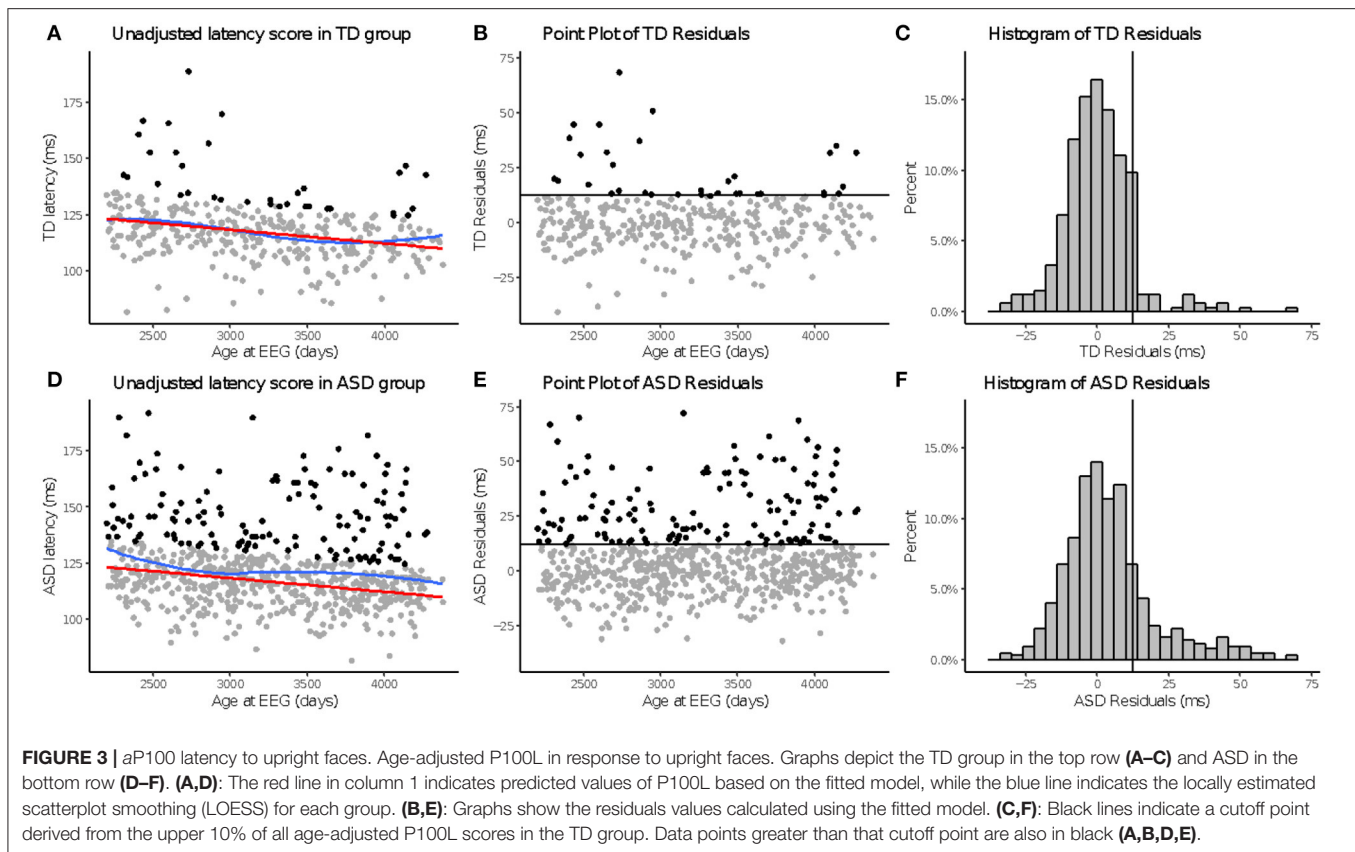 A Unadjusted latency score in TD group
TD latency (ms)
175
150
125
100
2500 3000 3500 4000
Age at EEG (days)
B Point Plot of TD Residuals
TD Residuals (ms)
75
50
25
0
−25
2500 3000 3500 4000
Age at EEG (days)
C Histogram of TD Residuals
Percent
15.0%
10.0%
5.0%
0.0%
−25 0 25 50 75
TD Residuals (ms)
D Unadjusted latency score in ASD group
ASD latency (ms)
175
150
125
100
2500 3000 3500 4000
Age at EEG (days)
E Point Plot of ASD Residuals
ASD Residuals (ms)
75
50
25
0
−25
2500 3000 3500 4000
Age at EEG (days)
F Histogram of ASD Residuals
Percent
15.0%
10.0%
5.0%
0.0%
−25 0 25 50 75
ASD Residuals (ms)
FIGURE 3 | aP100 latency to upright faces. Age-adjusted P100L in response to upright faces. Graphs depict the TD group in the top row (A–C) and ASD in the
bottom row (D–F). (A,D): The red line in column 1 indicates predicted values of P100L based on the fitted model, while the blue line indicates the locally estimated
scatterplot smoothing (LOESS) for each group. (B,E): Graphs show the residuals values calculated using the fitted model. (C,F): Black lines indicate a cutoff point
derived from the upper 10% of all age-adjusted P100L scores in the TD group. Data points greater than that cutoff point are also in black (A,B,D,E).